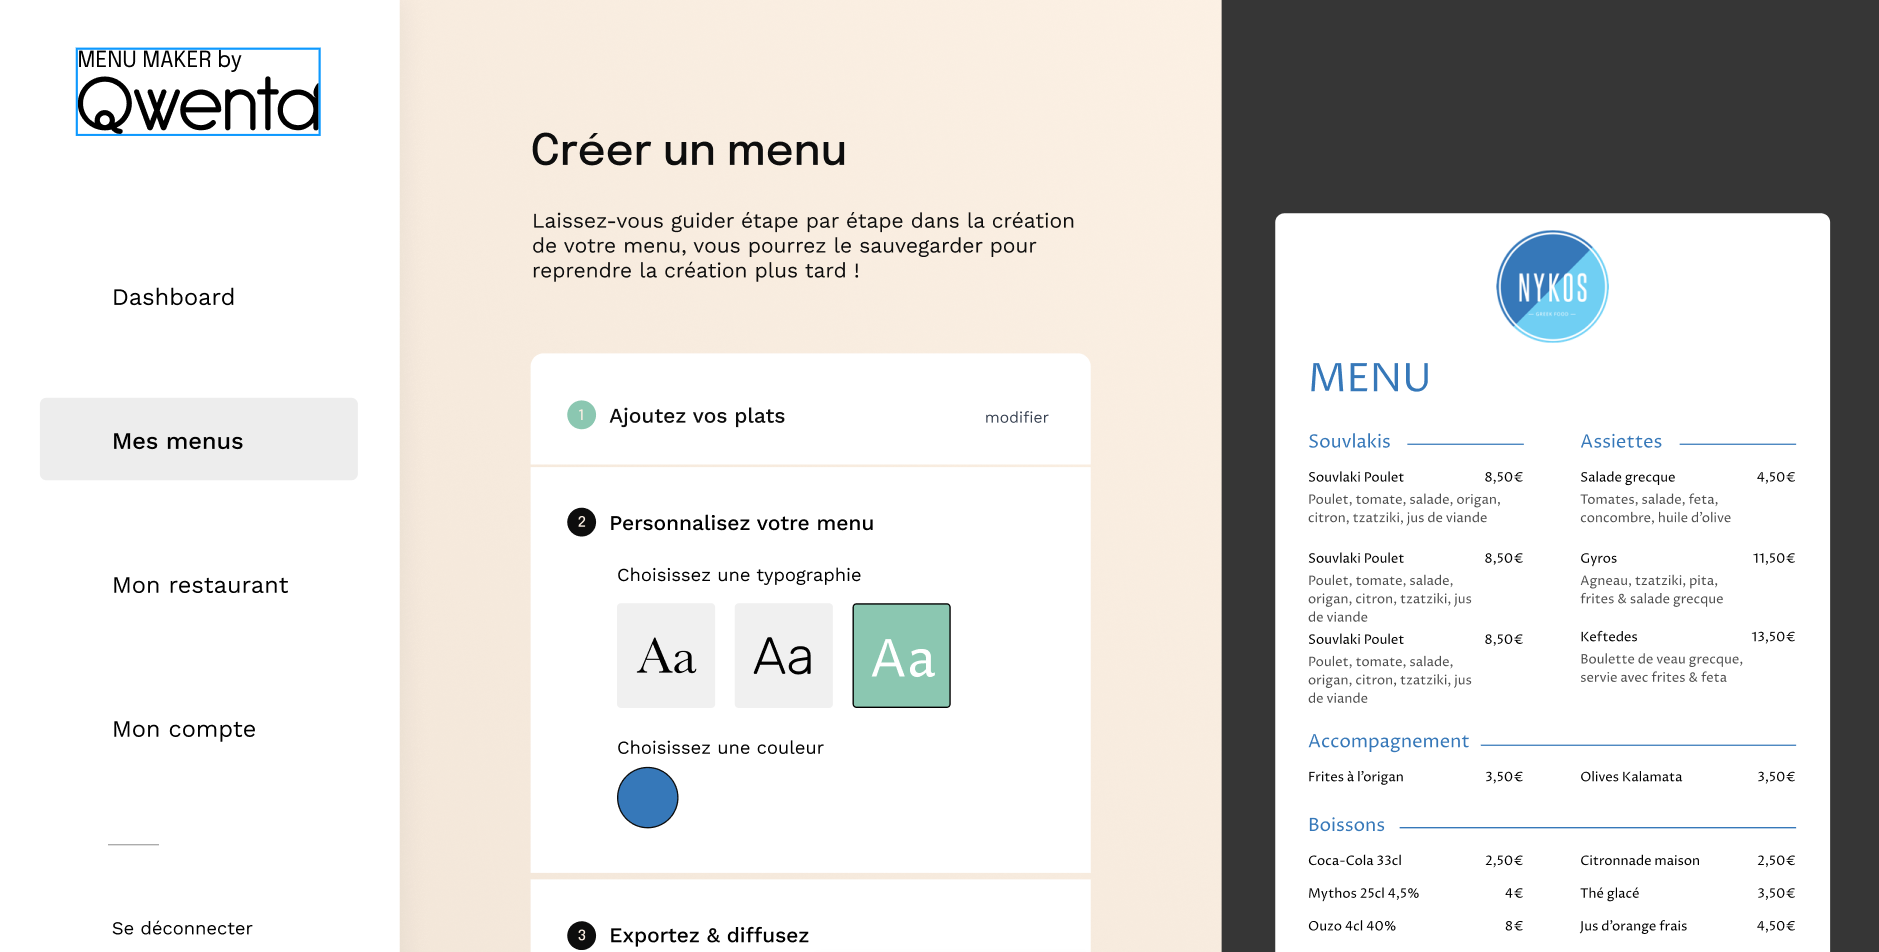 MENU MAKER by
Qwenta
Dashboard
Mes menus
Mon restaurant
Mon compte
Se déconnecter
Créer un menu
Laissez-vous guider étape par étape dans la création
de votre menu, vous pourrez le sauvegarder pour
reprendre la création plus tard !
1 Ajoutez vos plats modifier
2 Personnalisez votre menu
Choisissez une typographie
Aa Aa Aa
Choisissez une couleur
3 Exportez & diffusez
NYKOS
— GREEK FOOD —
MENU
Souvlakis
Souvlaki Poulet 8,50€
Poulet, tomate, salade, origan,
citron, tzatziki, jus de viande
Souvlaki Poulet 8,50€
Poulet, tomate, salade,
origan, citron, tzatziki, jus
de viande
Souvlaki Poulet 8,50€
Poulet, tomate, salade,
origan, citron, tzatziki, jus
de viande
Assiettes
Salade grecque 4,50€
Tomates, salade, feta,
concombre, huile d’olive
Gyros 11,50€
Agneau, tzatziki, pita,
frites & salade grecque
Keftedes 13,50€
Boulette de veau grecque,
servie avec frites & feta
Accompagnement
Frites à l’origan 3,50€
Olives Kalamata 3,50€
Boissons
Coca-Cola 33cl 2,50€
Mythos 25cl 4,5% 4€
Ouzo 4cl 40% 8€
Citronnade maison 2,50€
Thé glacé 3,50€
Jus d’orange frais 4,50€